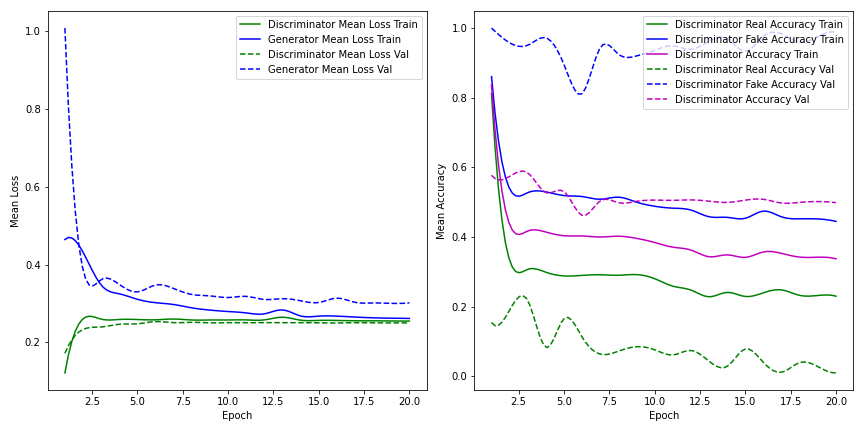 Discriminator Mean Loss Train
Generator Mean Loss Train
Discriminator Mean Loss Val
Generator Mean Loss Val
1.0
0.8
0.6
0.4
0.2
Mean Loss
2.5 5.0 7.5 10.0 12.5 15.0 17.5 20.0
Epoch
Discriminator Real Accuracy Train
Discriminator Fake Accuracy Train
Discriminator Accuracy Train
Discriminator Real Accuracy Val
Discriminator Fake Accuracy Val
Discriminator Accuracy Val
1.0
0.8
0.6
0.4
0.2
0.0
Mean Accuracy
2.5 5.0 7.5 10.0 12.5 15.0 17.5 20.0
Epoch